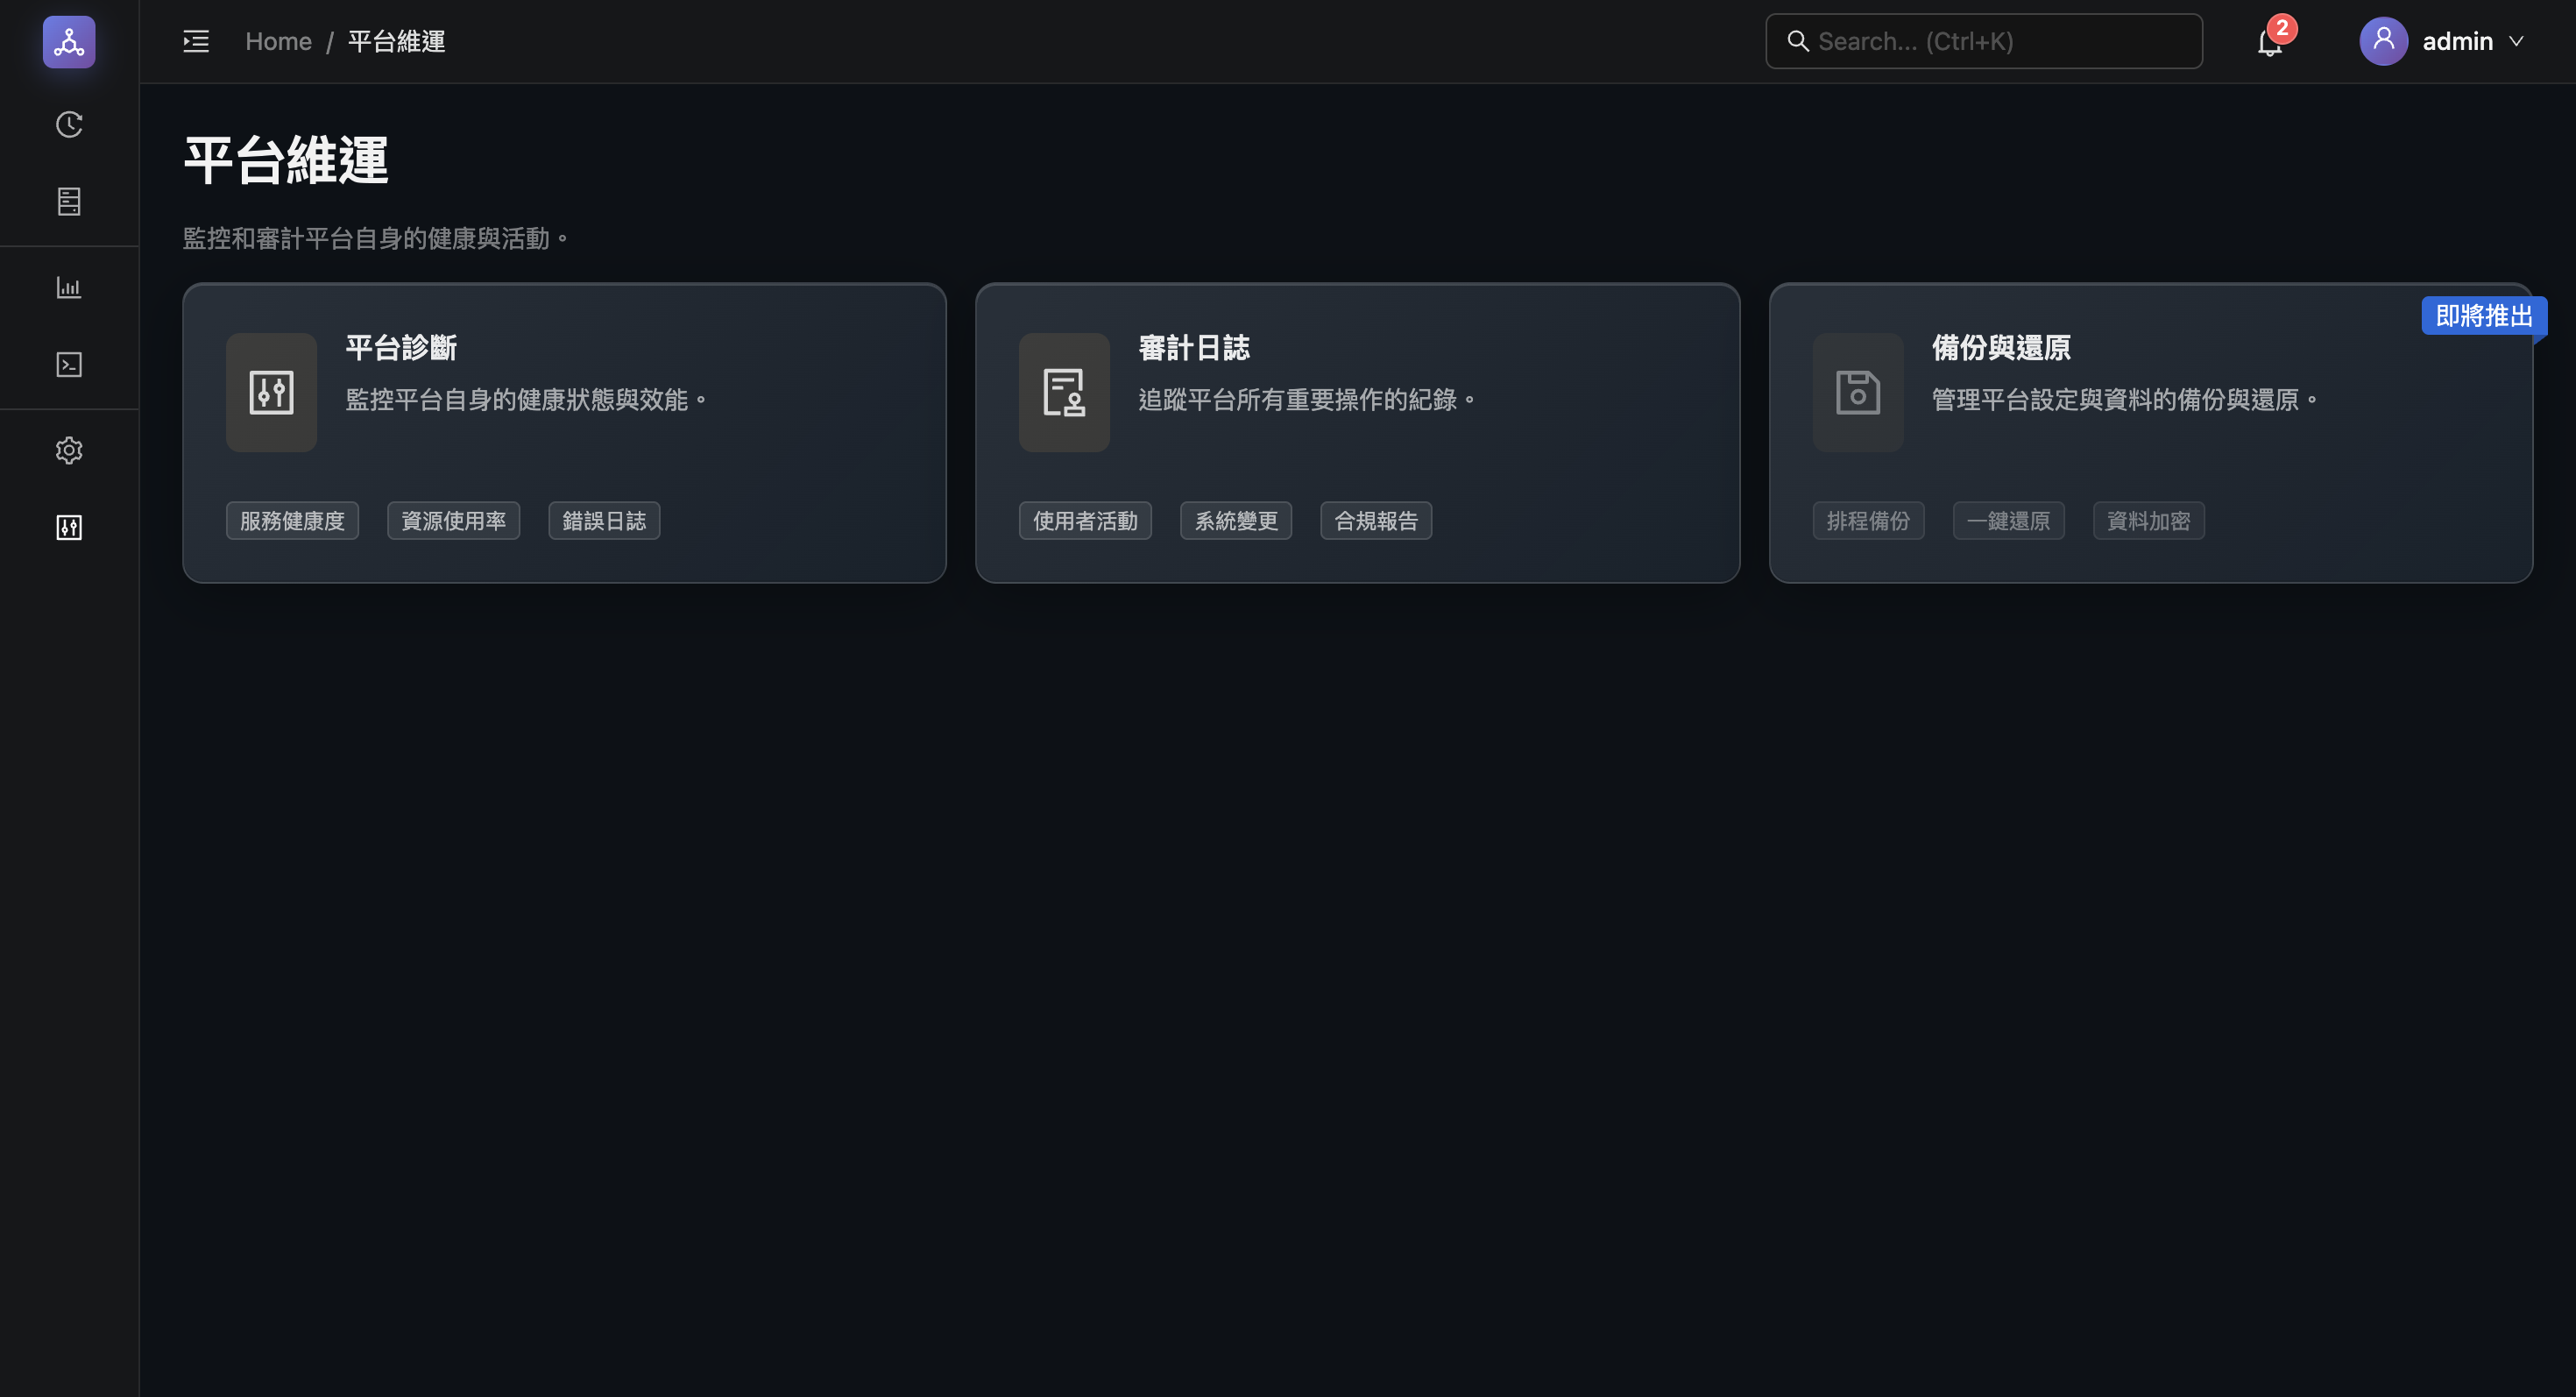 Home / 平台維運
Search... (Ctrl+K)
2
admin
平台維運
監控和審計平台自身的健康與活動。
平台診斷
監控平台自身的健康狀態與效能。
服務健康度 資源使用率 錯誤日誌
審計日誌
追蹤平台所有重要操作的紀錄。
使用者活動 系統變更 合規報告
即將推出
備份與還原
管理平台設定與資料的備份與還原。
排程備份 一鍵還原 資料加密